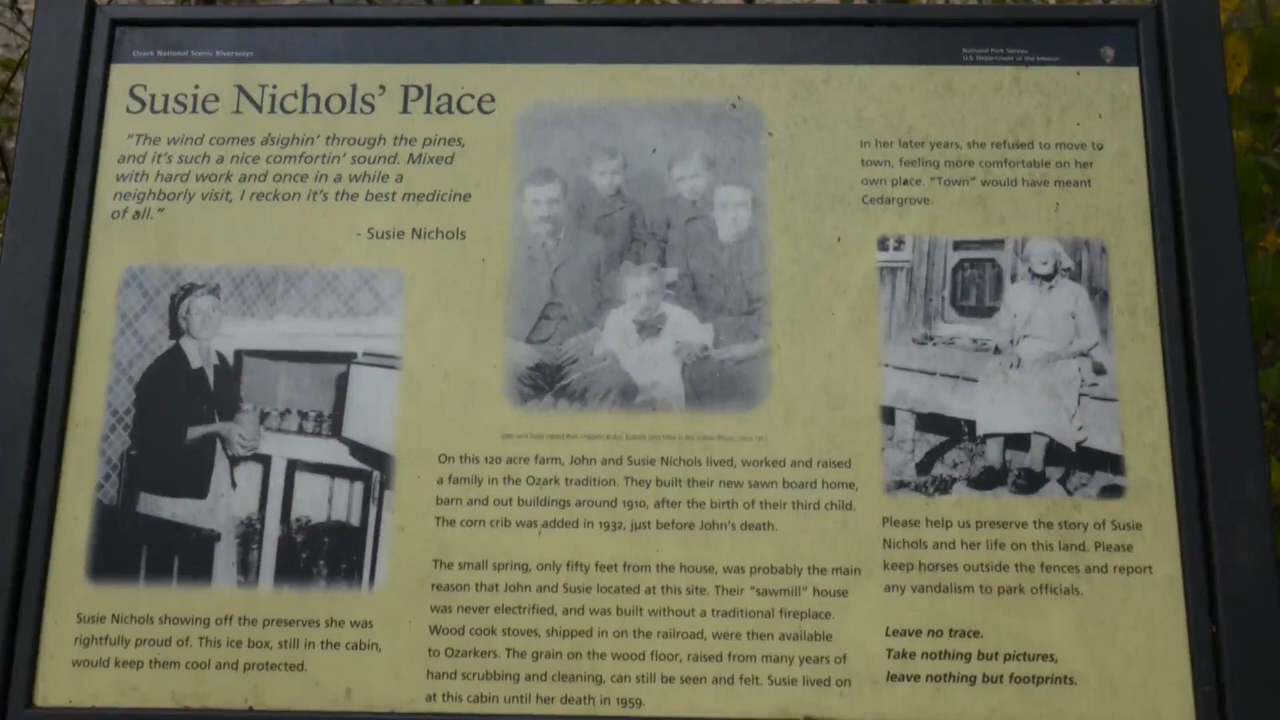 Ozark National Scenic Riverways
National Park Service
U.S. Department of the Interior
Susie Nichols' Place
"The wind comes asighin' through the pines,
and it's such a nice comfortin' sound. Mixed
with hard work and once in a while a
neighborly visit, I reckon it's the best medicine
of all."
- Susie Nichols
Susie Nichols showing off the preserves she was
rightfully proud of. This ice box, still in the cabin,
would keep them cool and protected.
On this 120 acre farm, John and Susie Nichols lived, worked and raised
a family in the Ozark tradition. They built their new sawn board home,
barn and out buildings around 1910, after the birth of their third child.
The corn crib was added in 1932, just before John's death.
The small spring, only fifty feet from the house, was probably the main
reason that John and Susie located at this site. Their "sawmill" house
was never electrified, and was built without a traditional fireplace.
Wood cook stoves, shipped in on the railroad, were then available
to Ozarkers. The grain on the wood floor, raised from many years of
hand scrubbing and cleaning, can still be seen and felt. Susie lived on
at this cabin until her death in 1959.
In her later years, she refused to move to
town, feeling more comfortable on her
own place. "Town" would have meant
Cedargrove.
Please help us preserve the story of Susie
Nichols and her life on this land. Please
keep horses outside the fences and report
any vandalism to park officials.
Leave no trace.
Take nothing but pictures,
leave nothing but footprints.